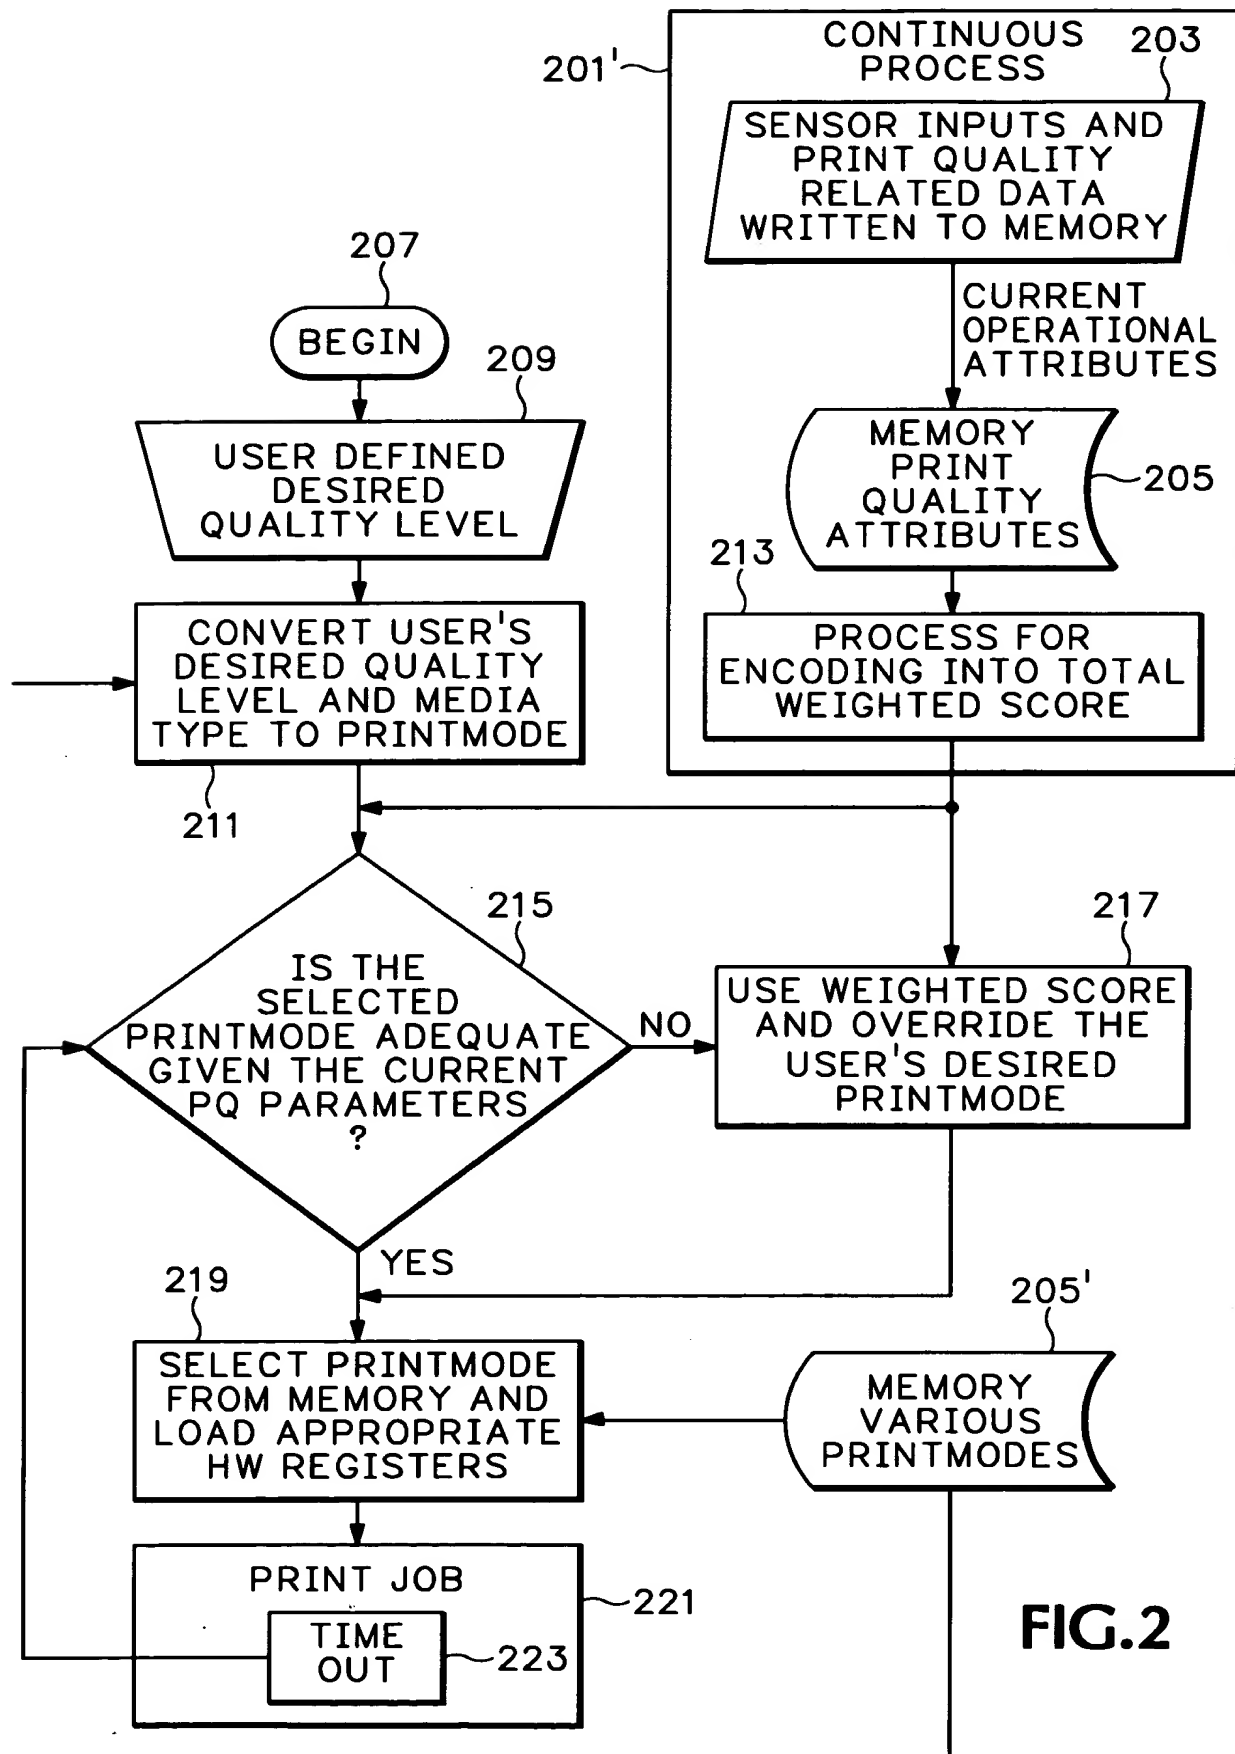 CONTINUOUS
PROCESS
203
201'
SENSOR INPUTS AND
PRINT QUALITY
RELATED DATA
WRITTEN TO MEMORY
CURRENT
OPERATIONAL
ATTRIBUTES
MEMORY
PRINT
QUALITY
ATTRIBUTES
205
213
PROCESS FOR
ENCODING INTO TOTAL
WEIGHTED SCORE
207
BEGIN
209
USER DEFINED
DESIRED
QUALITY LEVEL
CONVERT USER'S
DESIRED QUALITY
LEVEL AND MEDIA
TYPE TO PRINTMODE
211
215
IS THE
SELECTED
PRINTMODE ADEQUATE
GIVEN THE CURRENT
PQ PARAMETERS
?
NO
217
USE WEIGHTED SCORE
AND OVERRIDE THE
USER'S DESIRED
PRINTMODE
YES
219
SELECT PRINTMODE
FROM MEMORY AND
LOAD APPROPRIATE
HW REGISTERS
205'
MEMORY
VARIOUS
PRINTMODES
PRINT JOB
221
TIME
OUT
223
FIG.2